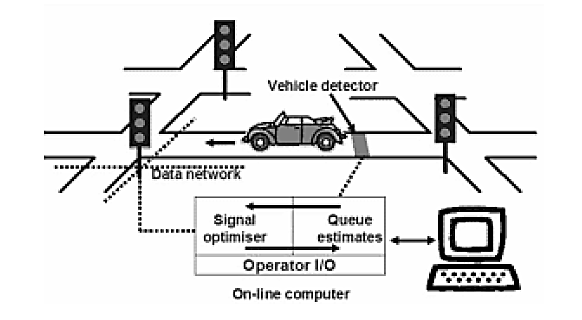 Vehicle detector
Data network
Signal
optimiser
Queue
estimates
Operator I/O
On-line computer